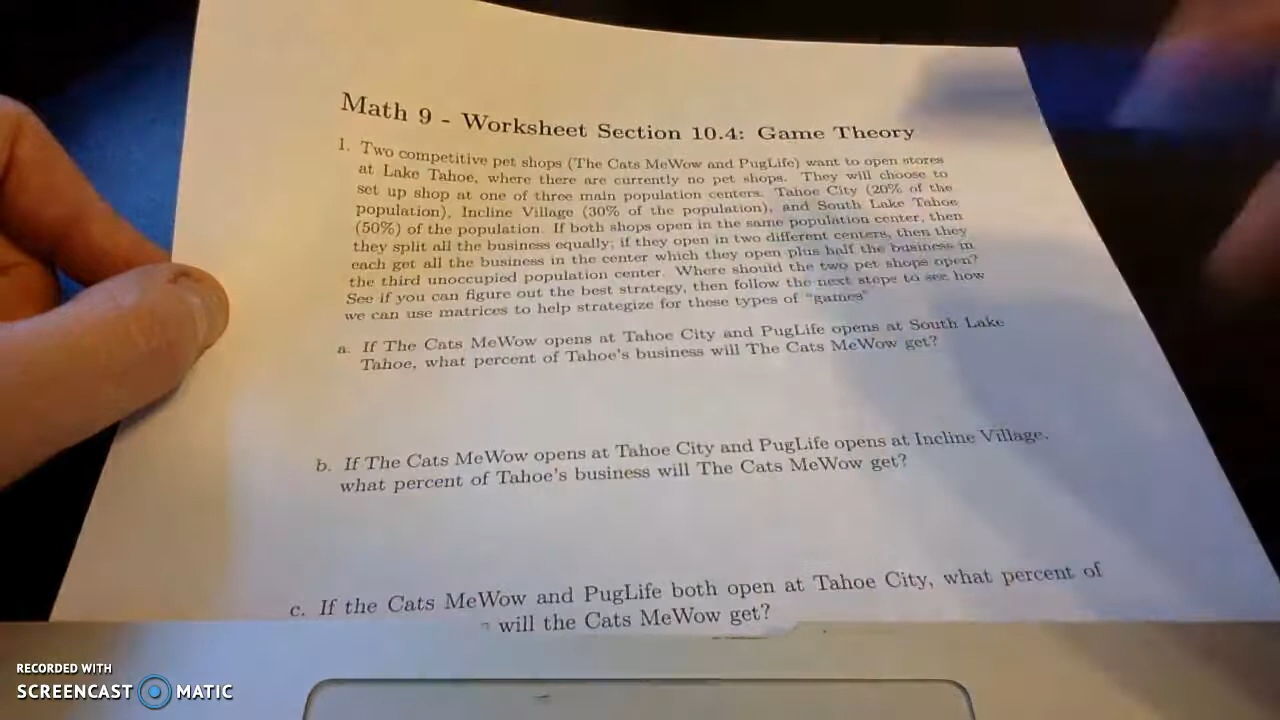 Math 9 - Worksheet Section 10.4: Game Theory
1. Two competitive pet shops (The Cats MeWow and PugLife) want to open stores
at Lake Tahoe, where there are currently no pet shops. They will choose to
set up shop at one of three main population centers. Tahoe City (20% of the
population), Incline Village (30% of the population), and South Lake Tahoe
(50%) of the population. If both shops open in the same population center, then
they split all the business equally; if they open in two different centers, then they
each get all the business in the center which they open plus half the business in
the third unoccupied population center. Where should the two pet shops open?
See if you can figure out the best strategy, then follow the next steps to see how
we can use matrices to help strategize for these types of "games"
a. If The Cats MeWow opens at Tahoe City and PugLife opens at South Lake
Tahoe, what percent of Tahoe's business will The Cats MeWow get?
b. If The Cats MeWow opens at Tahoe City and PugLife opens at Incline Village,
what percent of Tahoe's business will The Cats MeWow get?
c. If the Cats MeWow and PugLife both open at Tahoe City, what percent of
will the Cats MeWow get?
RECORDED WITH
SCREENCAST MATIC